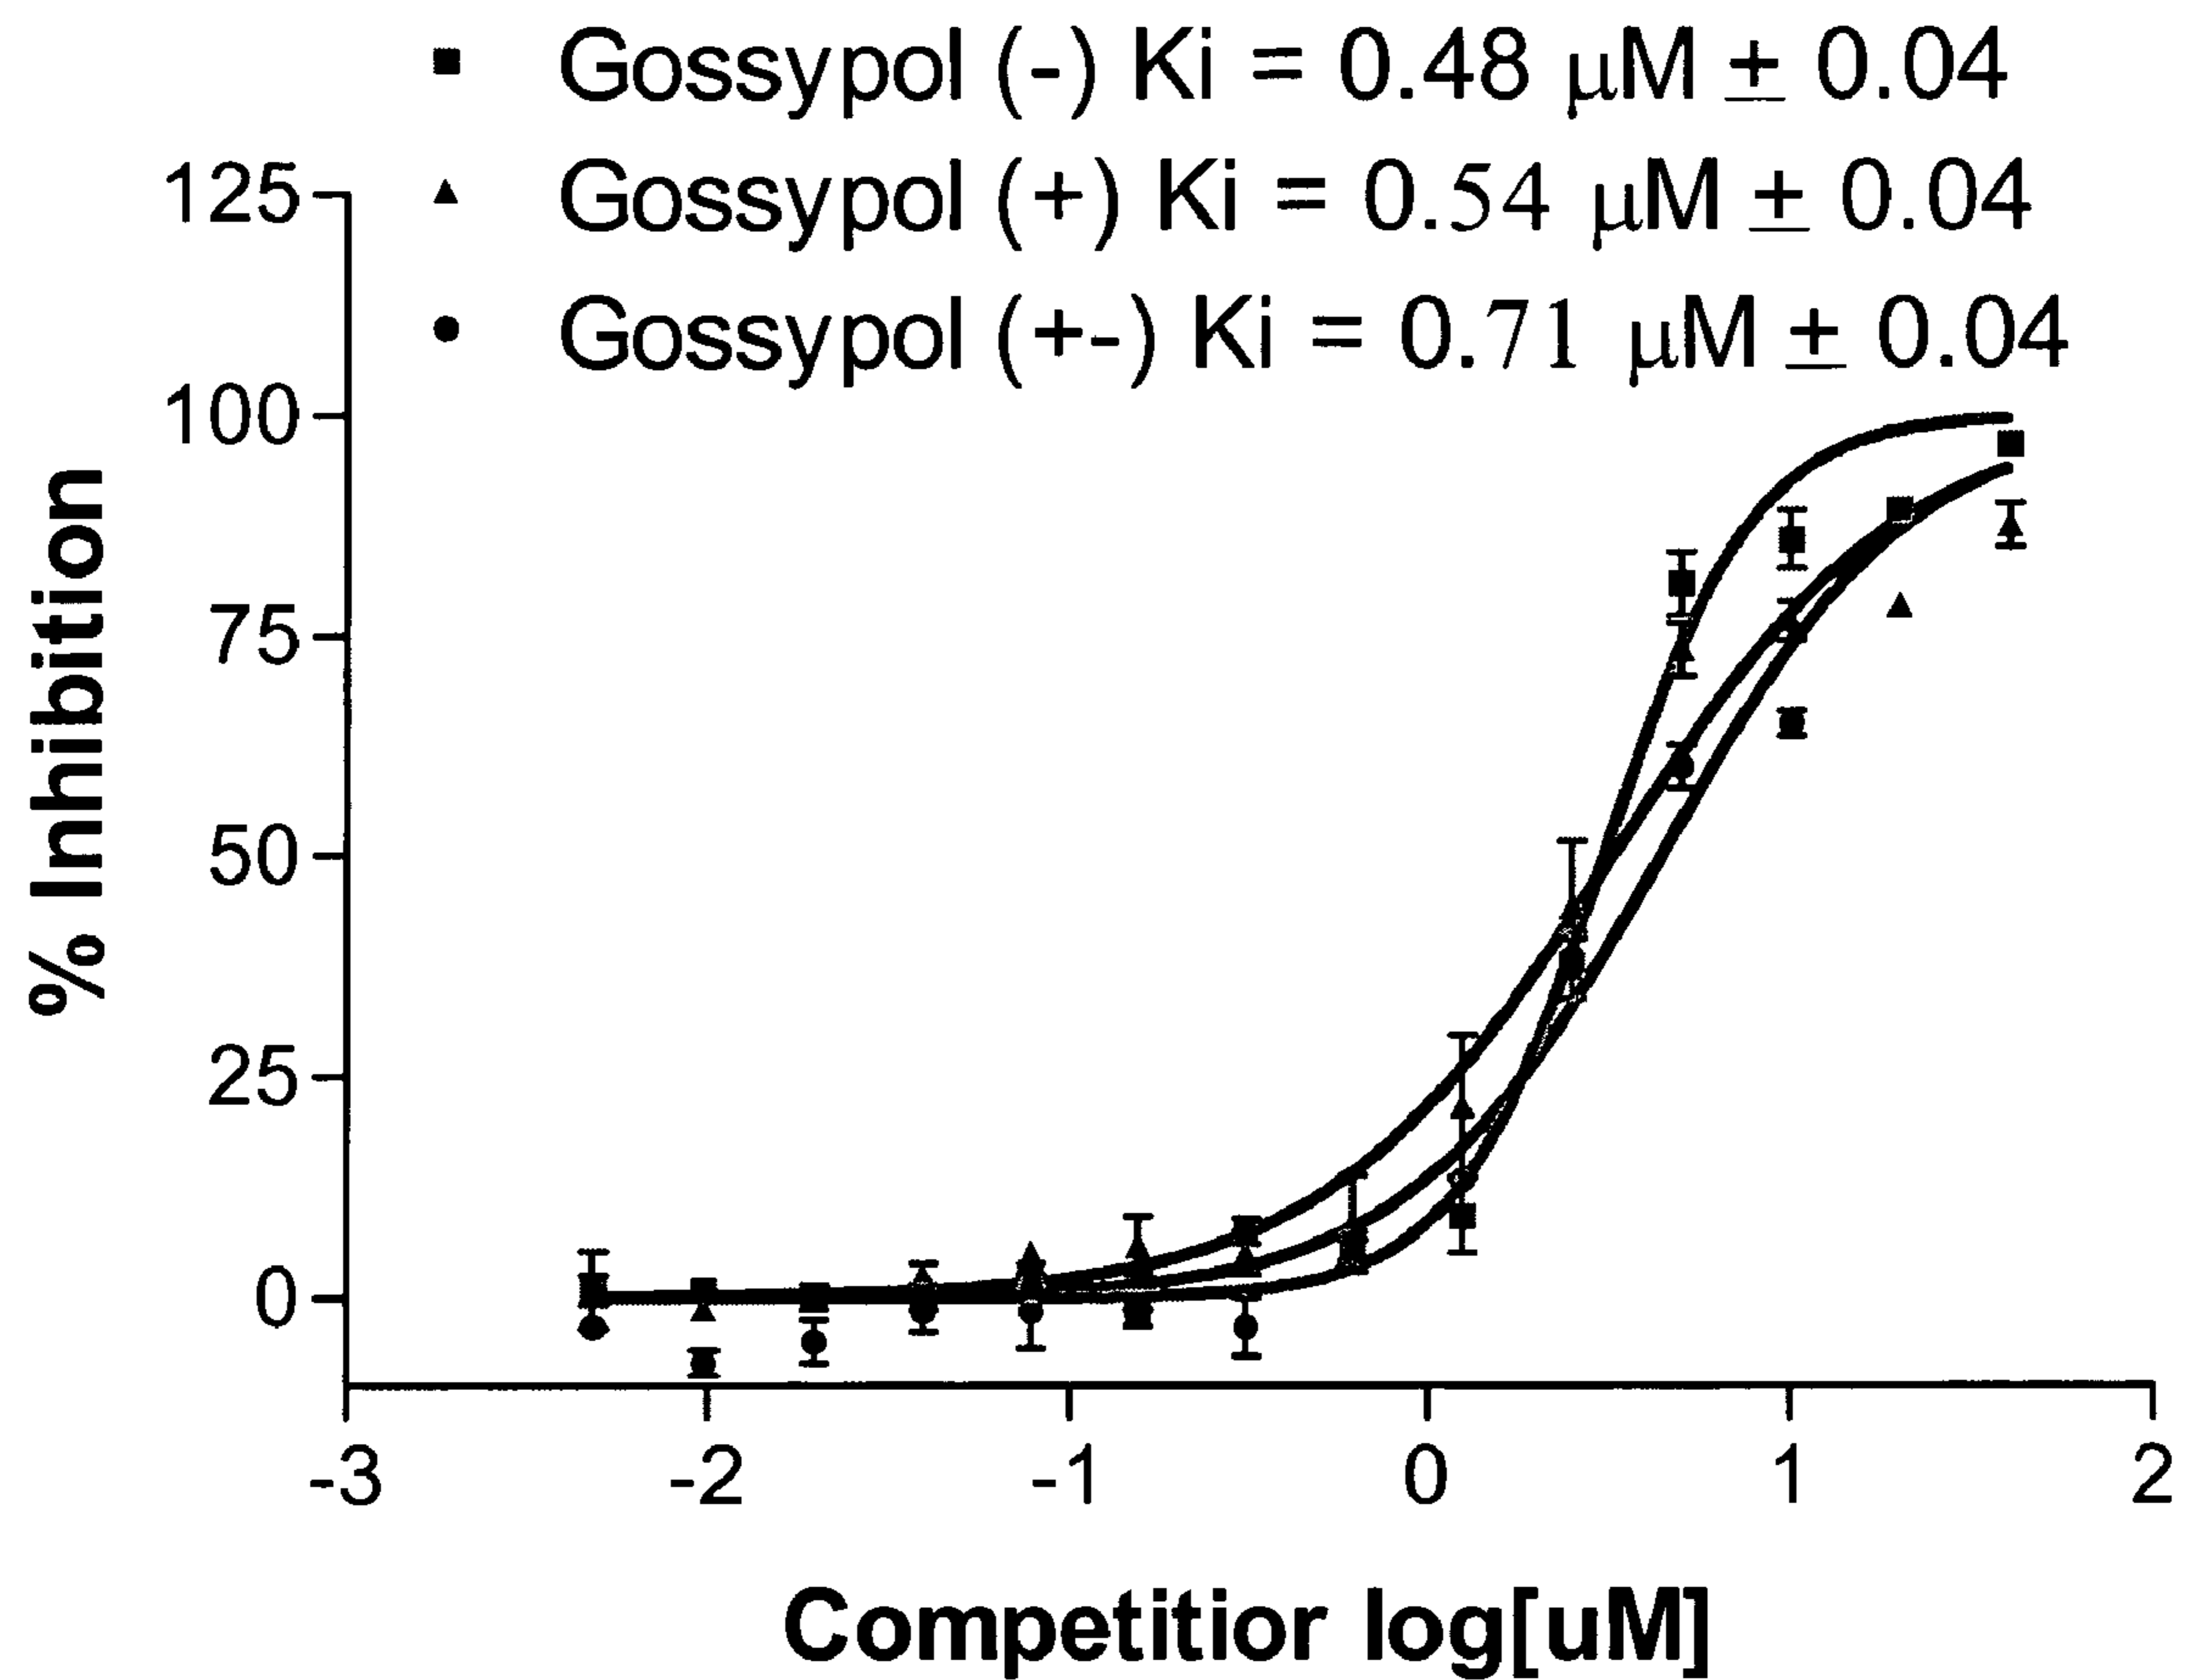 Gossypol (-) Ki = 0.48 µM ± 0.04
Gossypol (+) Ki = 0.54 µM ± 0.04
Gossypol (+-) Ki = 0.71 µM ± 0.04
125
100
75
50
25
0
% Inhibition
-3 -2 -1 0 1 2
Competitior log[uM]